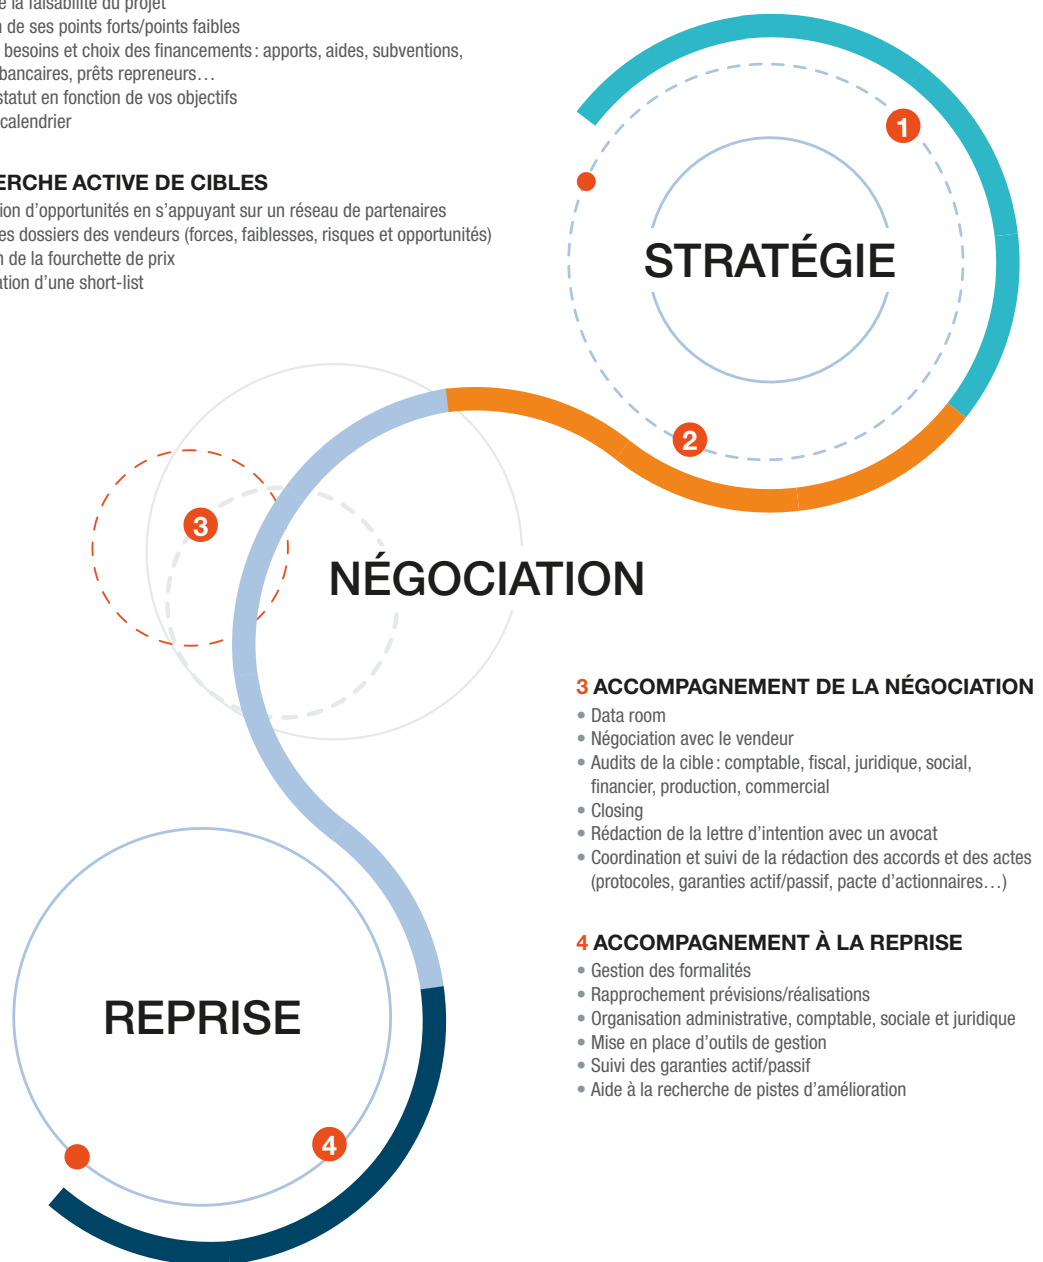 la faisabilité du projet
de ses points forts/points faibles
besoins et choix des financements : apports, aides, subventions,
bancaires, prêts repreneurs…
statut en fonction de vos objectifs
calendrier
ERCHE ACTIVE DE CIBLES
tion d’opportunités en s’appuyant sur un réseau de partenaires
es dossiers des vendeurs (forces, faiblesses, risques et opportunités)
n de la fourchette de prix
ation d’une short-list
1
STRATÉGIE
2
3
NÉGOCIATION
3 ACCOMPAGNEMENT DE LA NÉGOCIATION
• Data room
• Négociation avec le vendeur
• Audits de la cible : comptable, fiscal, juridique, social,
financier, production, commercial
• Closing
• Rédaction de la lettre d’intention avec un avocat
• Coordination et suivi de la rédaction des accords et des actes
(protocoles, garanties actif/passif, pacte d’actionnaires…)
4 ACCOMPAGNEMENT À LA REPRISE
• Gestion des formalités
• Rapprochement prévisions/réalisations
• Organisation administrative, comptable, sociale et juridique
• Mise en place d’outils de gestion
• Suivi des garanties actif/passif
• Aide à la recherche de pistes d’amélioration
REPRISE
4